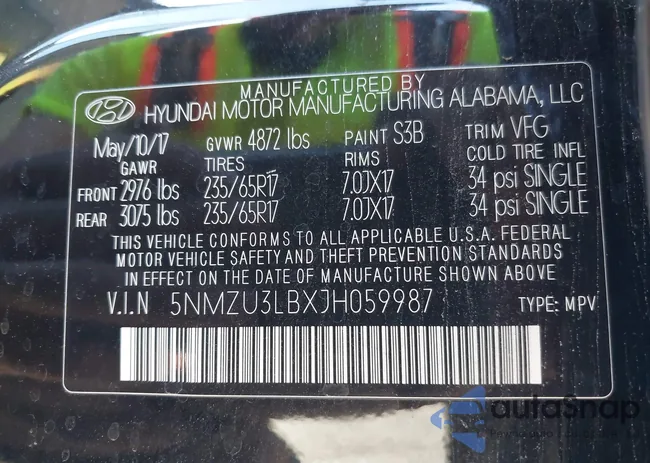 MANUFACTURED BY
HYUNDAI MOTOR MANUFACTURING ALABAMA, LLC
May/10/17 GVWR 4872 lbs PAINT S3B TRIM VFG
GAWR TIRES RIMS COLD TIRE INFL
FRONT 2976 lbs 235/65R17 7.0JX17 34 psi SINGLE
REAR 3075 lbs 235/65R17 7.0JX17 34 psi SINGLE
THIS VEHICLE CONFORMS TO ALL APPLICABLE U.S.A. FEDERAL
MOTOR VEHICLE SAFETY AND THEFT PREVENTION STANDARDS
IN EFFECT ON THE DATE OF MANUFACTURE SHOWN ABOVE
V.I.N 5NMZU3LBXJH059987 TYPE: MPV
autoSnap